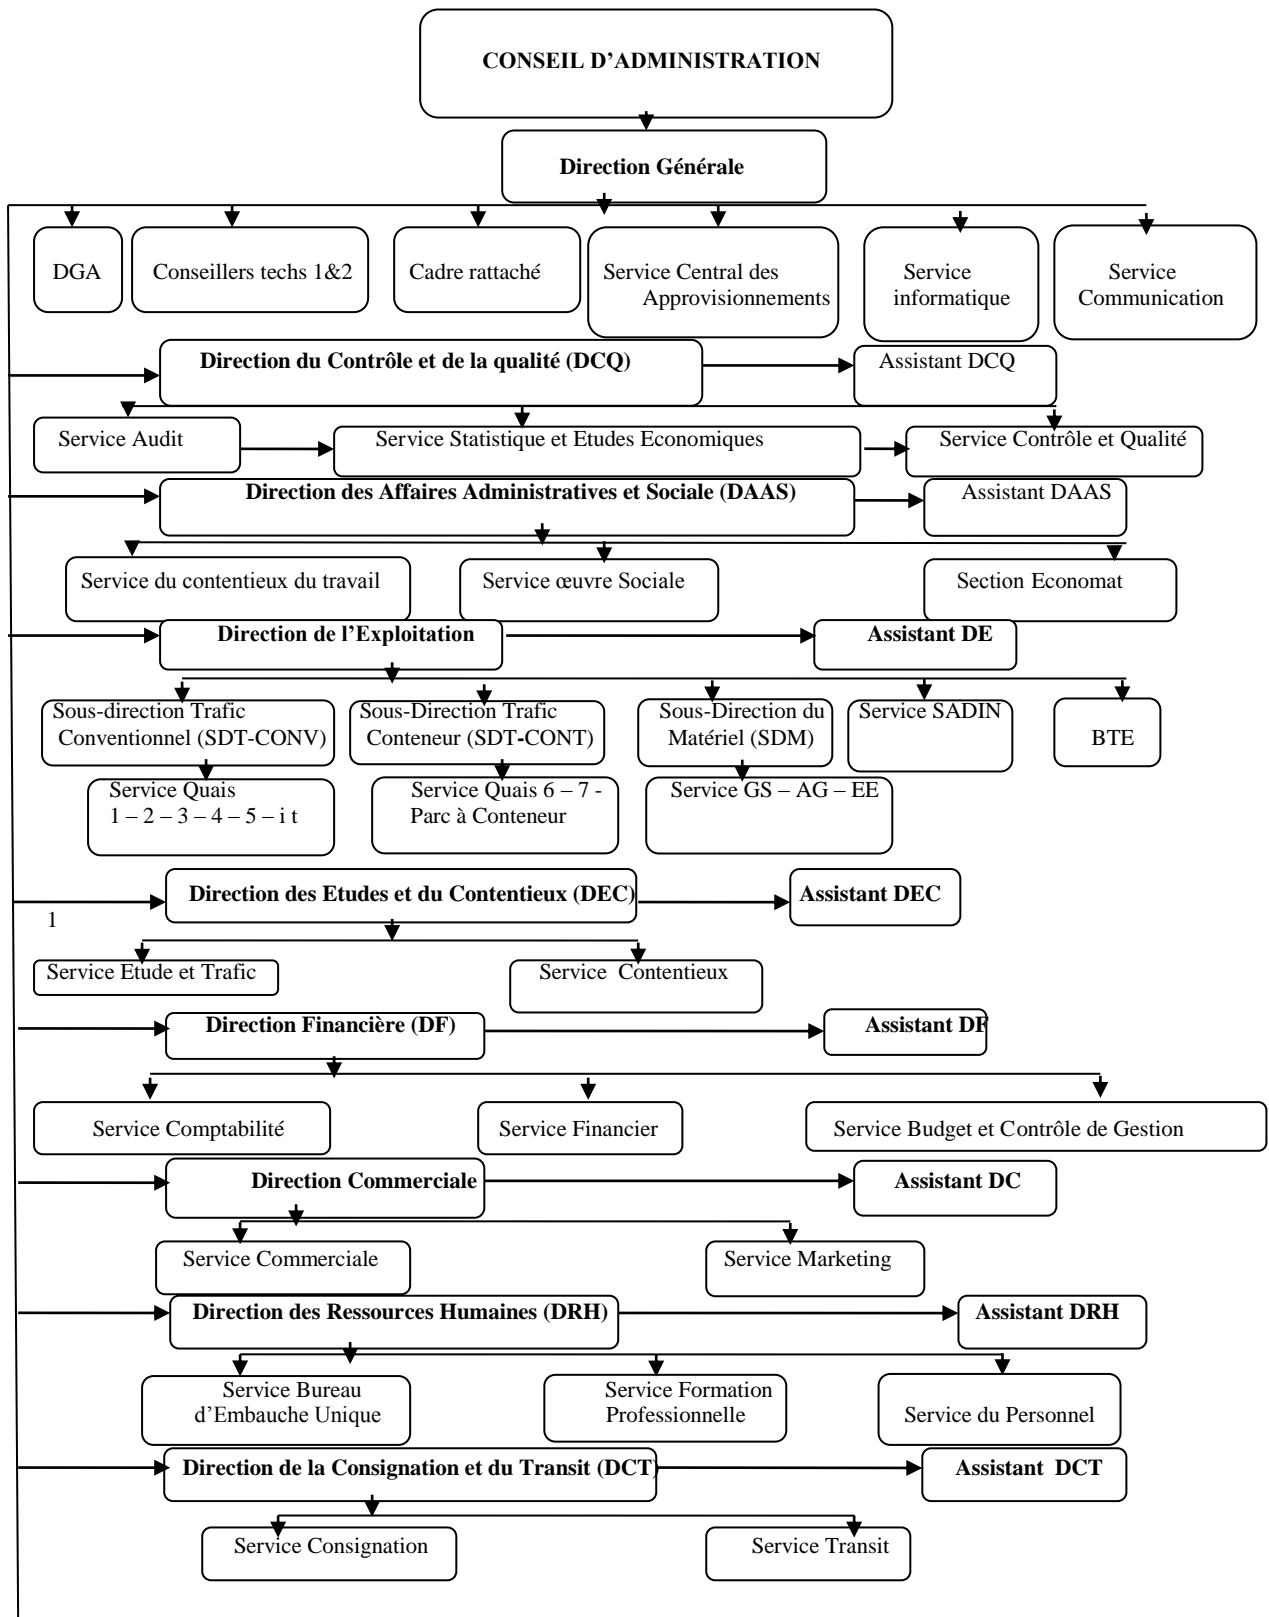 CONSEIL D’ADMINISTRATION
Direction Générale
DGA
Conseillers techs 1&2
Cadre rattaché
Service Central des
Approvisionnements
Service
informatique
Service
Communication
Direction du Contrôle et de la qualité (DCQ)
Assistant DCQ
Service Audit
Service Statistique et Etudes Economiques
Service Contrôle et Qualité
Direction des Affaires Administratives et Sociale (DAAS)
Assistant DAAS
Service du contentieux du travail
Service œuvre Sociale
Section Economat
Direction de l’Exploitation
Assistant DE
Sous-direction Trafic
Conventionnel (SDT-CONV)
Sous-Direction Trafic
Conteneur (SDT-CONT)
Sous-Direction du
Matériel (SDM)
Service SADIN
BTE
Service Quais
1 – 2 – 3 – 4 – 5 – i t
Service Quais 6 – 7 -
Parc à Conteneur
Service GS – AG – EE
Direction des Etudes et du Contentieux (DEC)
Assistant DEC
1
Service Etude et Trafic
Service Contentieux
Direction Financière (DF)
Assistant DF
Service Comptabilité
Service Financier
Service Budget et Contrôle de Gestion
Direction Commerciale
Assistant DC
Service Commerciale
Service Marketing
Direction des Ressources Humaines (DRH)
Assistant DRH
Service Bureau
d’Embauche Unique
Service Formation
Professionnelle
Service du Personnel
Direction de la Consignation et du Transit (DCT)
Assistant DCT
Service Consignation
Service Transit